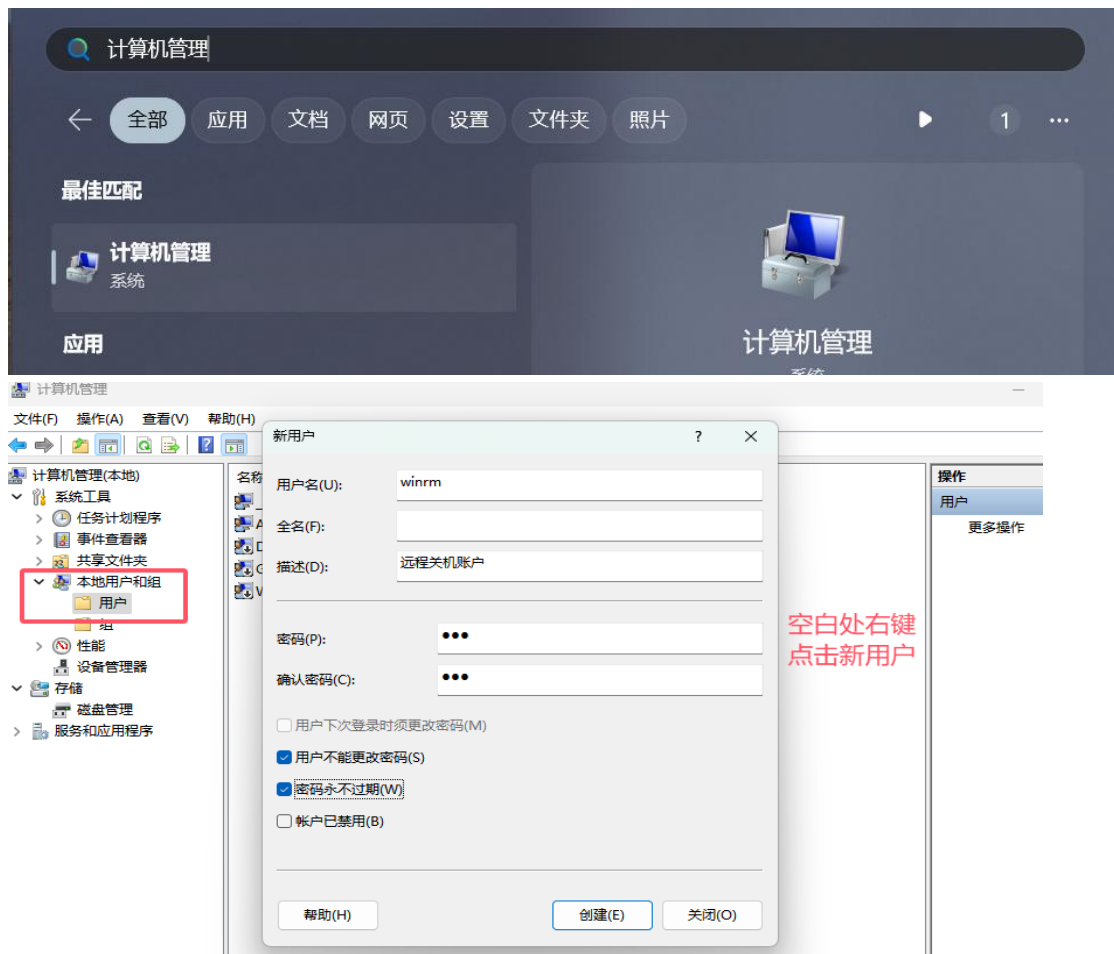 计算机管理
全部 应用 文档 网页 设置 文件夹 照片 1
最佳匹配
计算机管理
系统
应用
计算机管理
计算机管理
文件(F) 操作(A) 查看(V) 帮助(H)
计算机管理(本地)
系统工具
任务计划程序
事件查看器
共享文件夹
本地用户和组
用户
组
性能
设备管理器
存储
磁盘管理
服务和应用程序
名称
新用户
用户名(U): winrm
全名(F):
描述(D): 远程关机账户
密码(P): •••
确认密码(C): •••
用户下次登录时须更改密码(M)
用户不能更改密码(S)
密码永不过期(W)
帐户已禁用(B)
帮助(H) 创建(E) 关闭(O)
空白处右键
点击新用户
操作
用户
更多操作